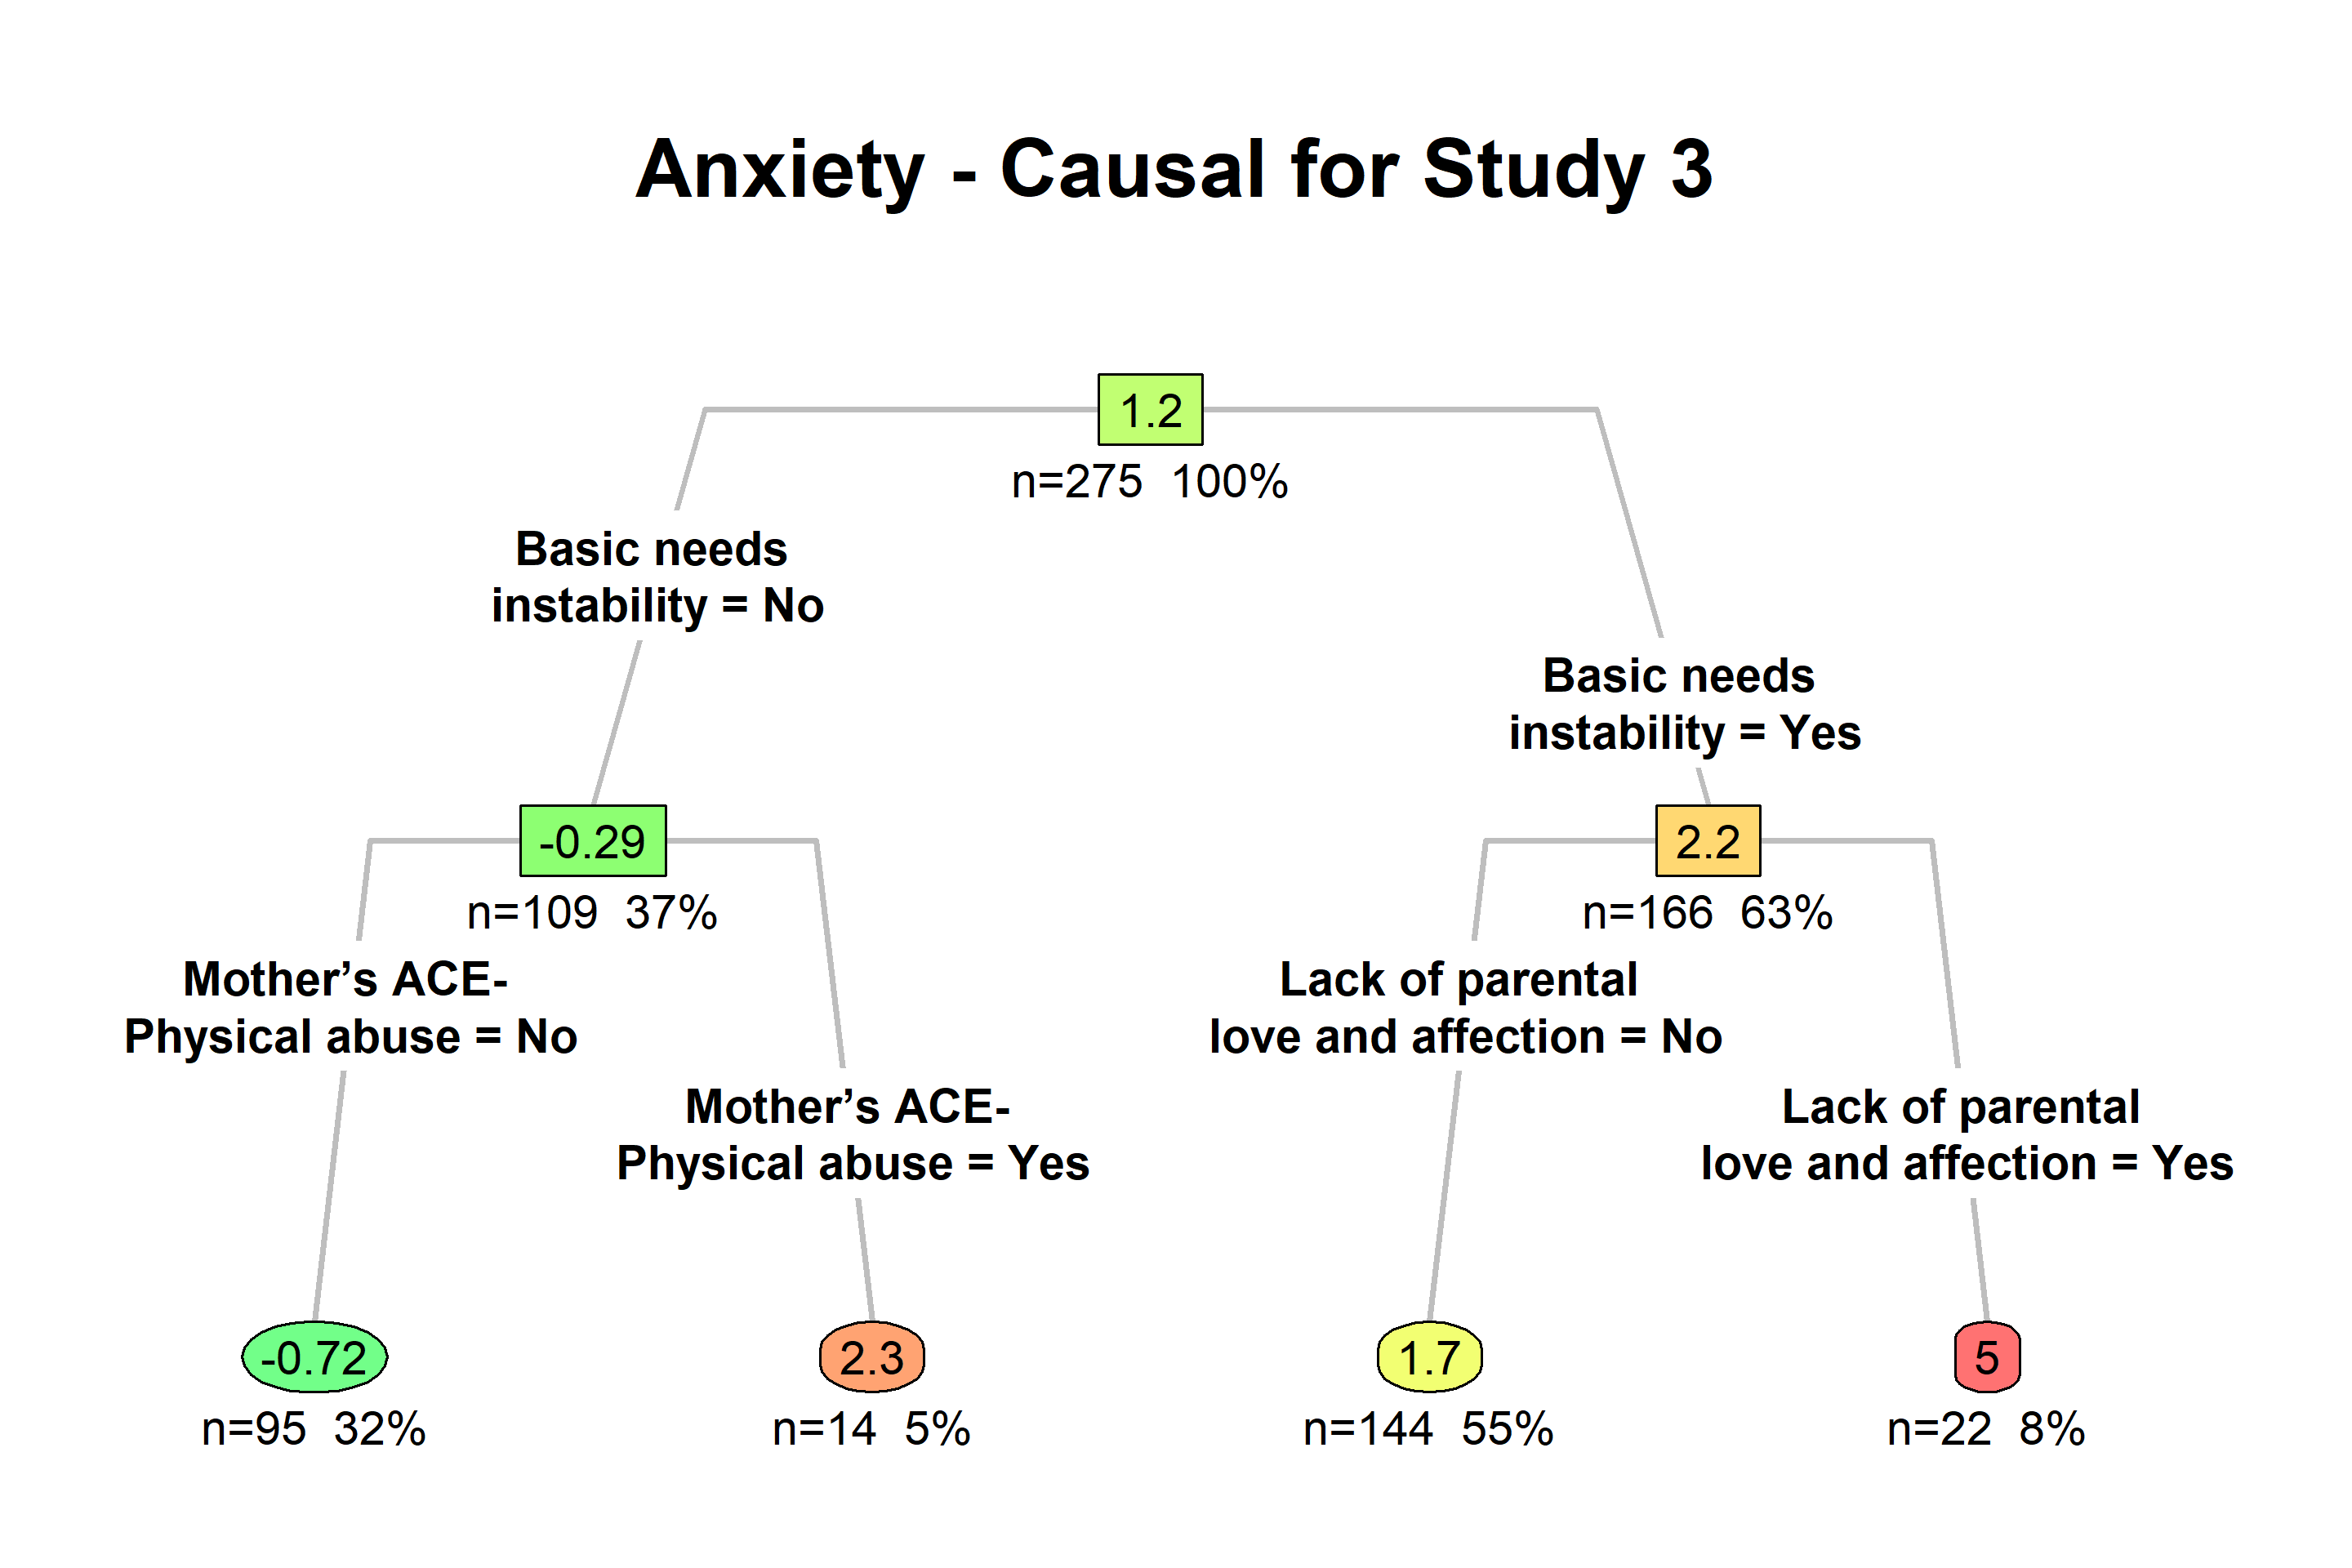 Anxiety - Causal for Study 3
1.2
n=275  100%
Basic needs
instability = No
Basic needs
instability = Yes
-0.29
n=109  37%
2.2
n=166  63%
Mother’s ACE-
Physical abuse = No
Mother’s ACE-
Physical abuse = Yes
Lack of parental
love and affection = No
Lack of parental
love and affection = Yes
-0.72
n=95  32%
2.3
n=14  5%
1.7
n=144  55%
5
n=22  8%